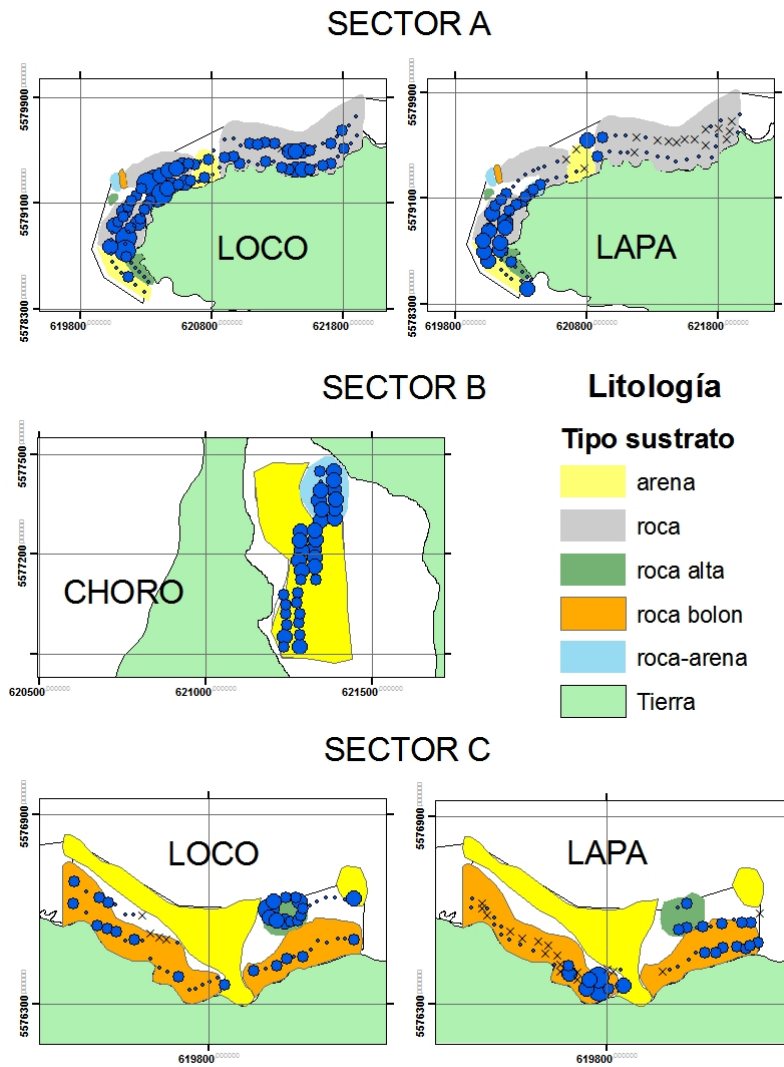 SECTOR A
5579900
5579100
5578300
LOCO
619800
620800
621800
5579900
5579100
5578300
LAPA
619800
620800
621800
SECTOR B
5577500
5577200
CHORO
620500
621000
621500
Litología
Tipo sustrato
arena
roca
roca alta
roca bolon
roca-arena
Tierra
SECTOR C
5576900
5576300
LOCO
619800
5576900
5576300
LAPA
619800